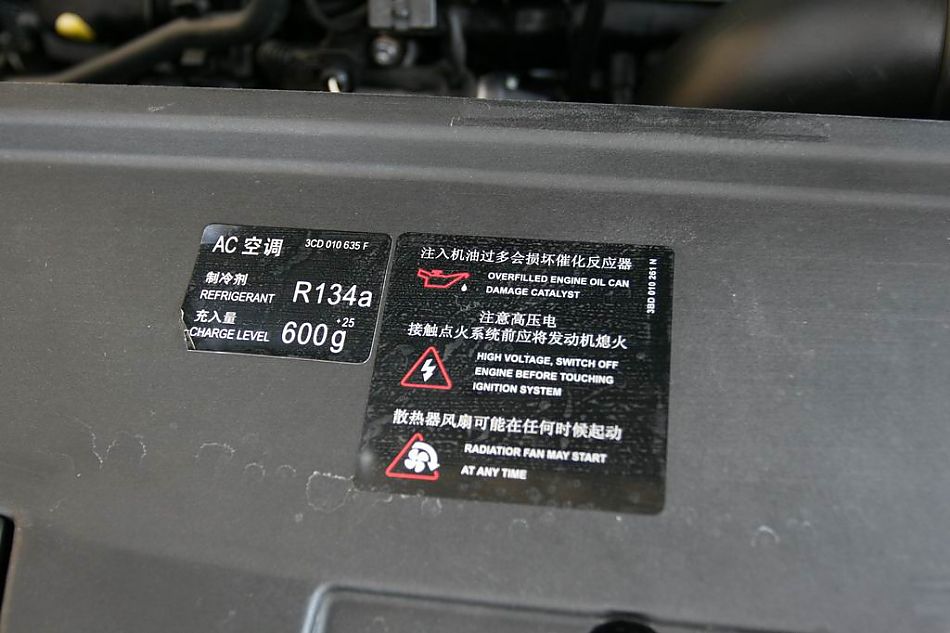 AC 空调 3CD 010 635 F
制冷剂
REFRIGERANT R134a
充入量
CHARGE LEVEL 600 +25 g
注入机油过多会损坏催化反应器
OVERFILLED ENGINE OIL CAN
DAMAGE CATALYST
注意高压电
接触点火系统前应将发动机熄火
HIGH VOLTAGE, SWITCH OFF
ENGINE BEFORE TOUCHING
IGNITION SYSTEM
散热器风扇可能在任何时候起动
RADIATIOR FAN MAY START
AT ANY TIME
3BD 010 261 N